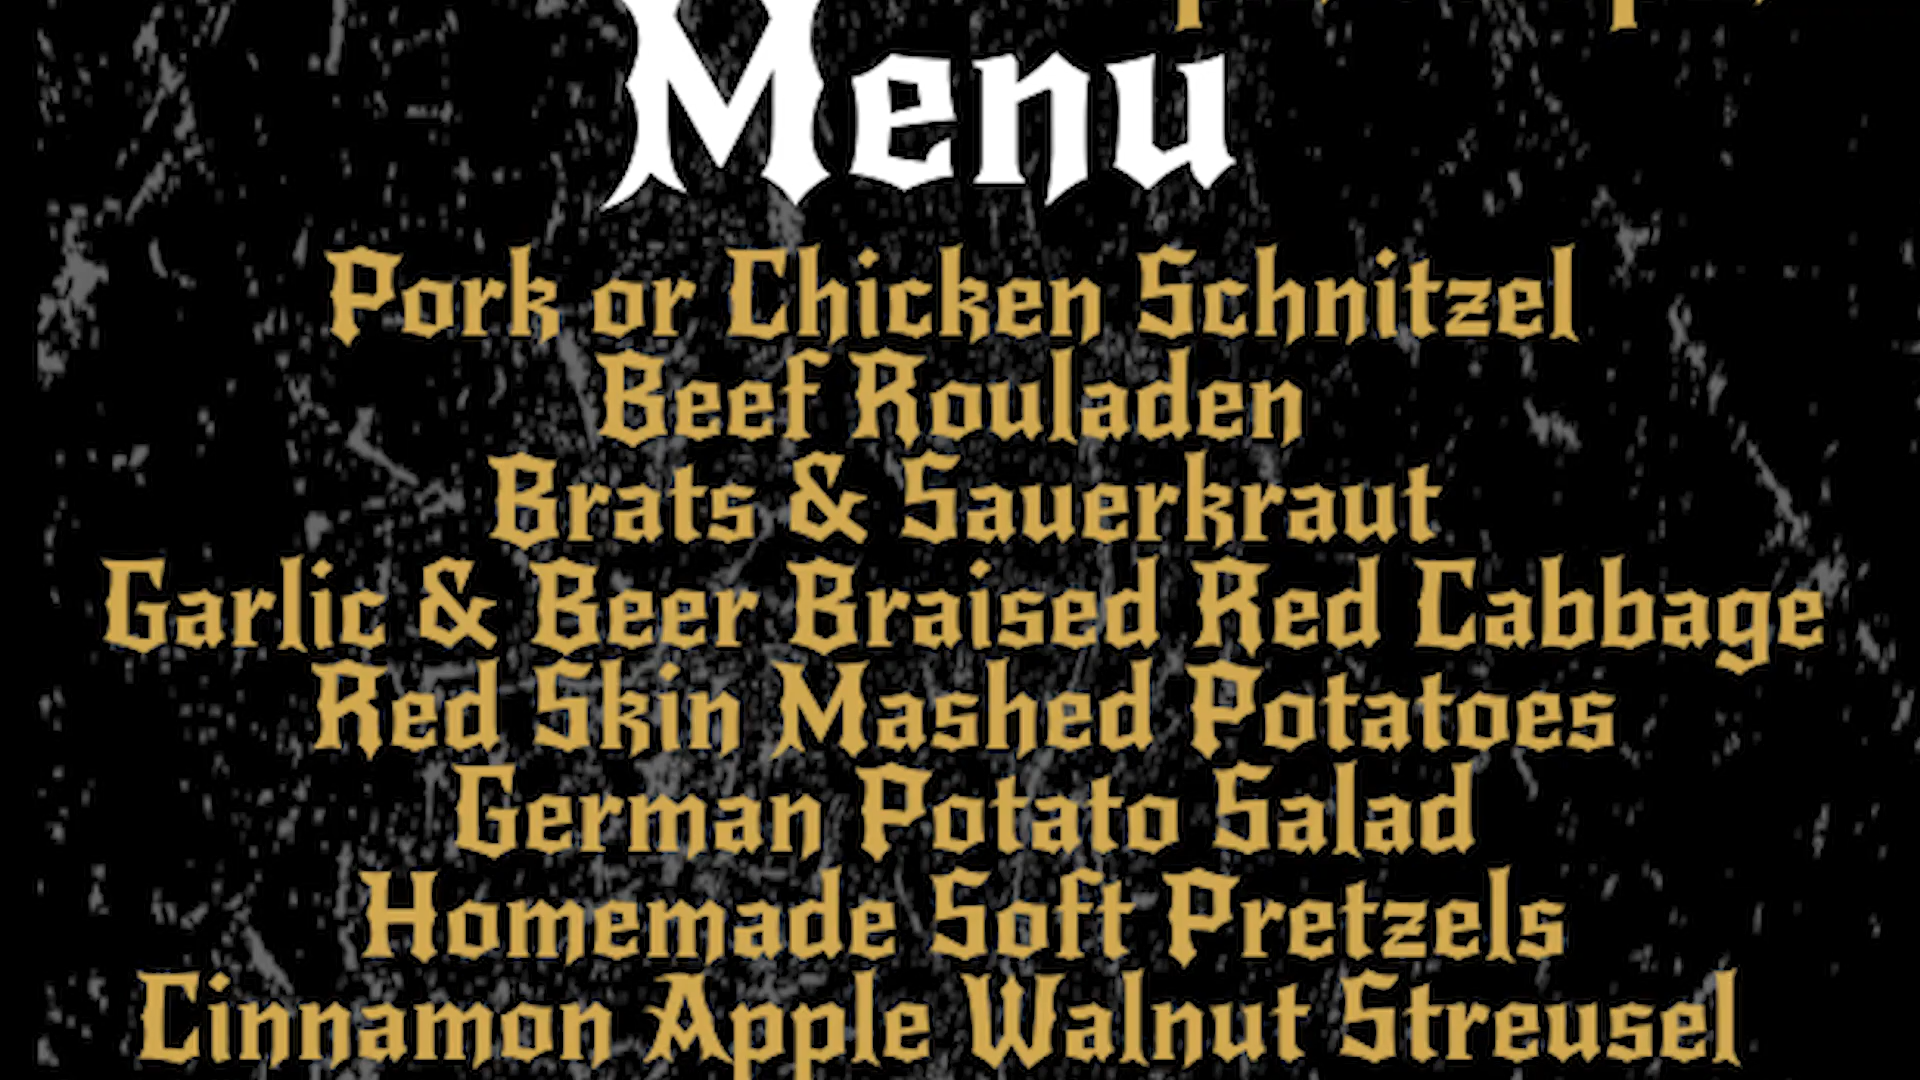 Menu
Pork or Chicken Schnitzel
Beef Rouladen
Brats & Sauerkraut
Garlic & Beer Braised Red Cabbage
Red Skin Mashed Potatoes
German Potato Salad
Homemade Soft Pretzels
Cinnamon Apple Walnut Streusel